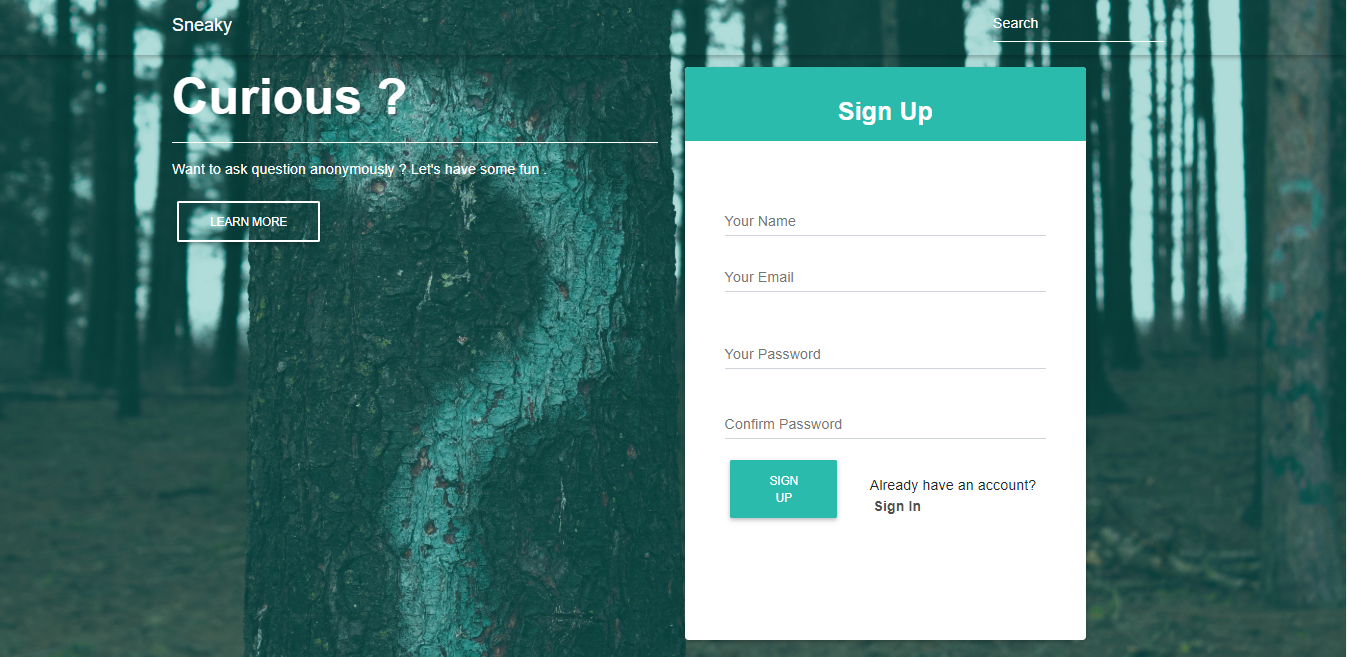 Sneaky
Search
Curious ?
Want to ask question anonymously ? Let's have some fun .
LEARN MORE
Sign Up
Your Name
Your Email
Your Password
Confirm Password
SIGN
UP
Already have an account?
Sign In